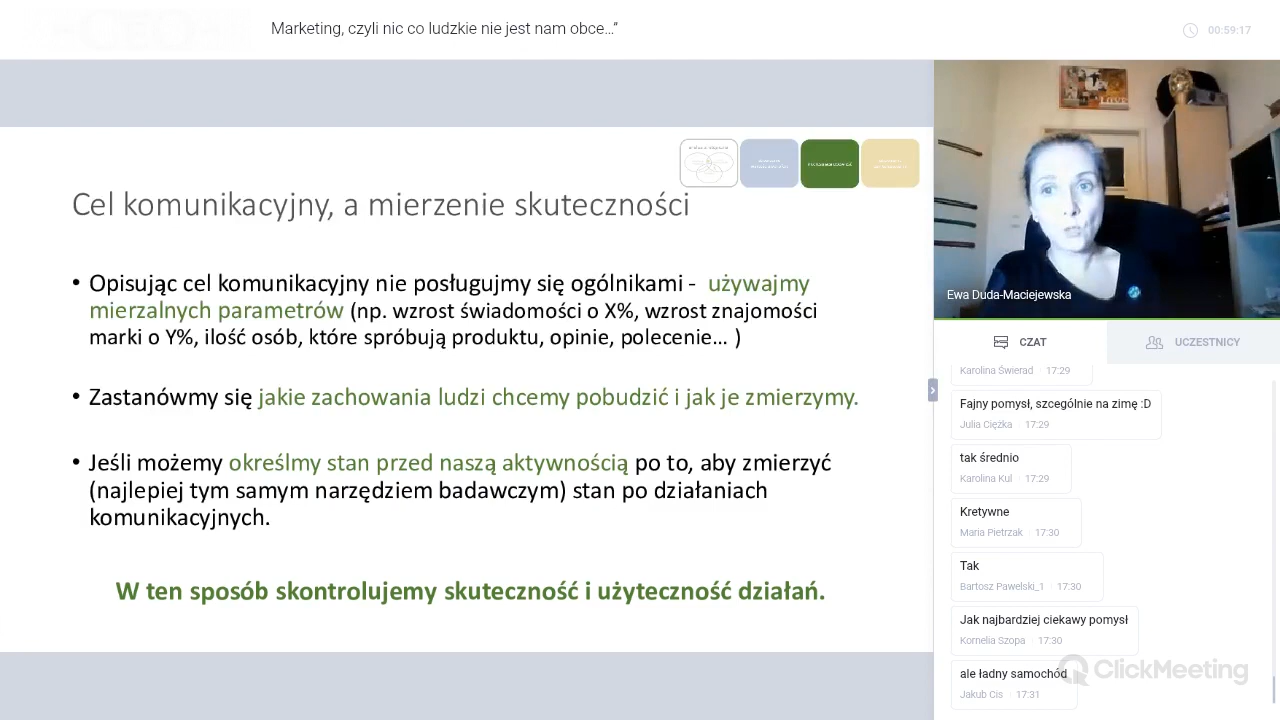 Marketing, czyli nic co ludzkie nie jest nam obce…”
00:59:17
Cel komunikacyjny, a mierzenie skuteczności
• Opisując cel komunikacyjny nie posługujmy się ogólnikami - używajmy
mierzalnych parametrów (np. wzrost świadomości o X%, wzrost znajomości
marki o Y%, ilość osób, które spróbują produktu, opinie, polecenie… )
• Zastanówmy się jakie zachowania ludzi chcemy pobudzić i jak je zmierzymy.
• Jeśli możemy określmy stan przed naszą aktywnością po to, aby zmierzyć
(najlepiej tym samym narzędziem badawczym) stan po działaniach
komunikacyjnych.
W ten sposób skontrolujemy skuteczność i użyteczność działań.
Ewa Duda-Maciejewska
CZAT
UCZESTNICY
Karolina Świerad 17:29
Fajny pomysł, szcególnie na zimę :D
Julia Ciężka 17:29
tak średnio
Karolina Kul 17:29
Kretywne
Maria Pietrzak 17:30
Tak
Bartosz Pawelski_1 17:30
Jak najbardziej ciekawy pomysł
Kornelia Szopa 17:30
ale ładny samochód
Jakub Cis 17:31
ClickMeeting